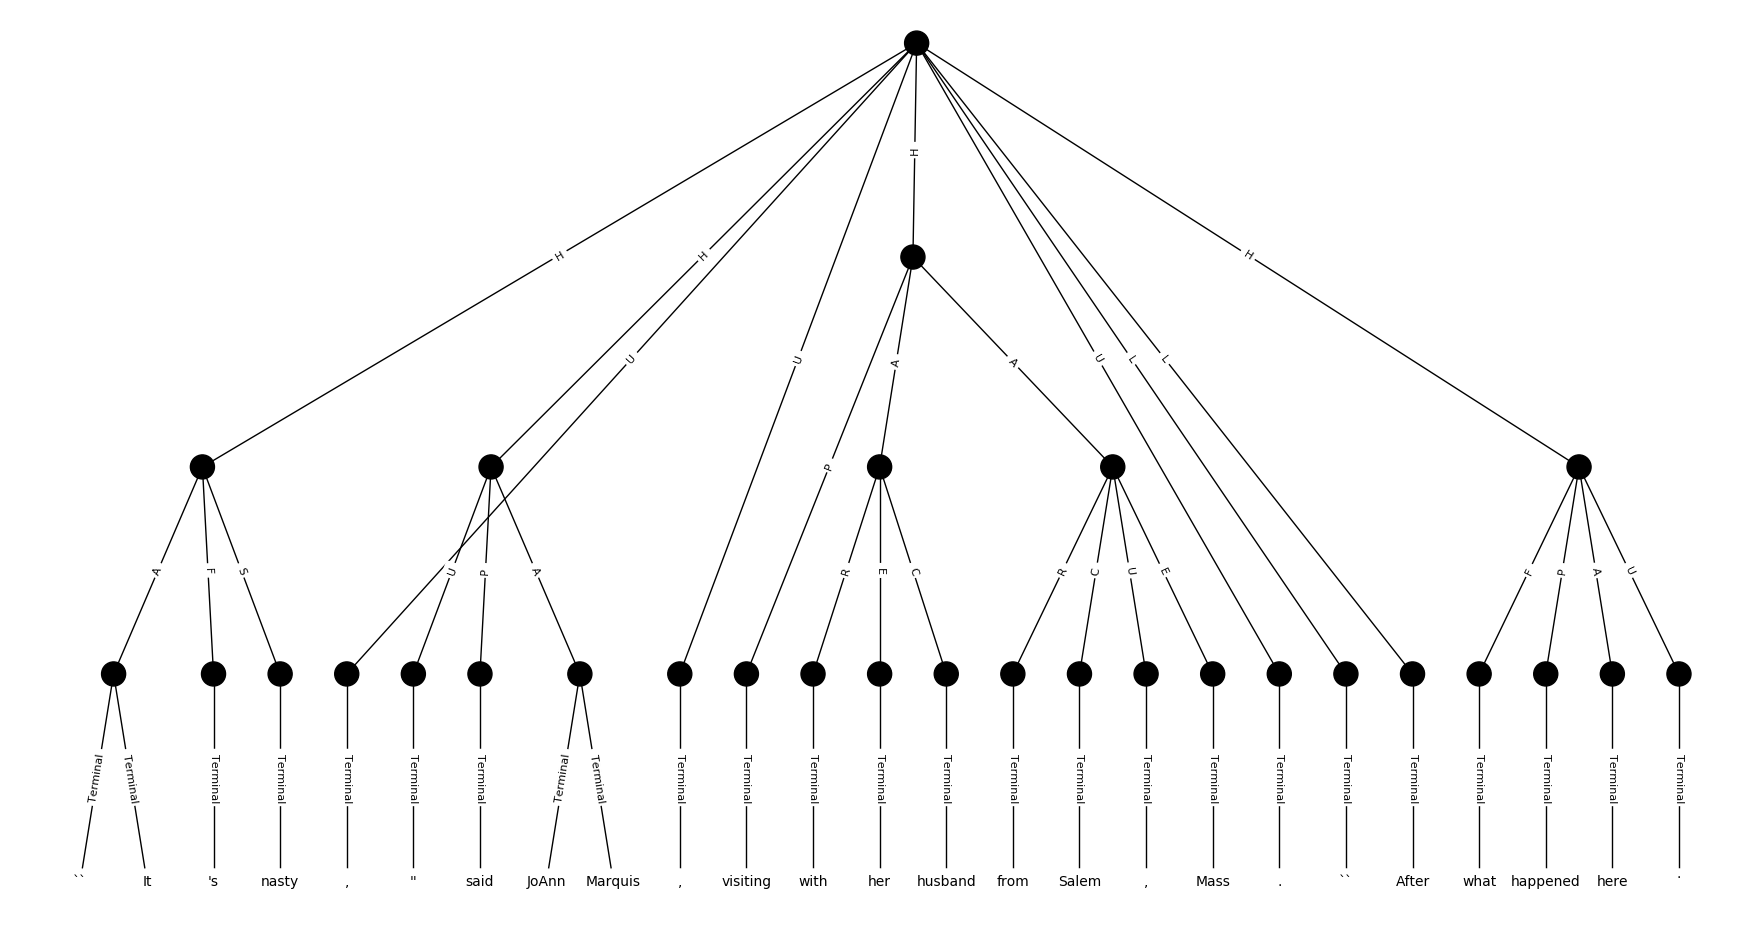 H
H H H
U U A A U L L
P
A F S U P A R E C R C U E F P A U
Terminal Terminal Terminal Terminal Terminal Terminal Terminal Terminal Terminal Terminal Terminal Terminal Terminal Terminal Terminal Terminal Terminal Terminal Terminal Terminal Terminal Terminal Terminal Terminal Terminal
`` It 's nasty , " said JoAnn Marquis , visiting with her husband from Salem , Mass . `` After what happened here .